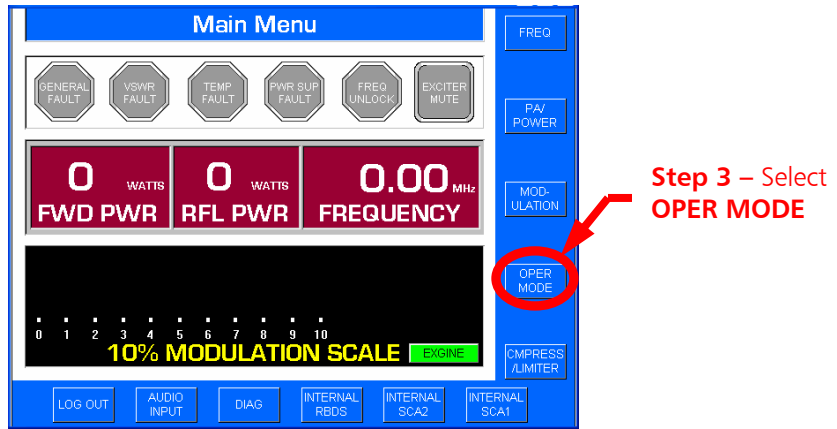 Main Menu
FREQ
GENERAL
FAULT
VSWR
FAULT
TEMP
FAULT
PWR SUP
FAULT
FREQ
UNLOCK
EXCITER
MUTE
PA/
POWER
0 WATTS
FWD PWR
0 WATTS
RFL PWR
0.00 MHz
FREQUENCY
MOD-
ULATION
Step 3 – Select
OPER MODE
OPER
MODE
0 1 2 3 4 5 6 7 8 9 10
10% MODULATION SCALE
EXGINE
CMPRESS
/LIMITER
LOG OUT
AUDIO
INPUT
DIAG
INTERNAL
RBDS
INTERNAL
SCA2
INTERNAL
SCA1